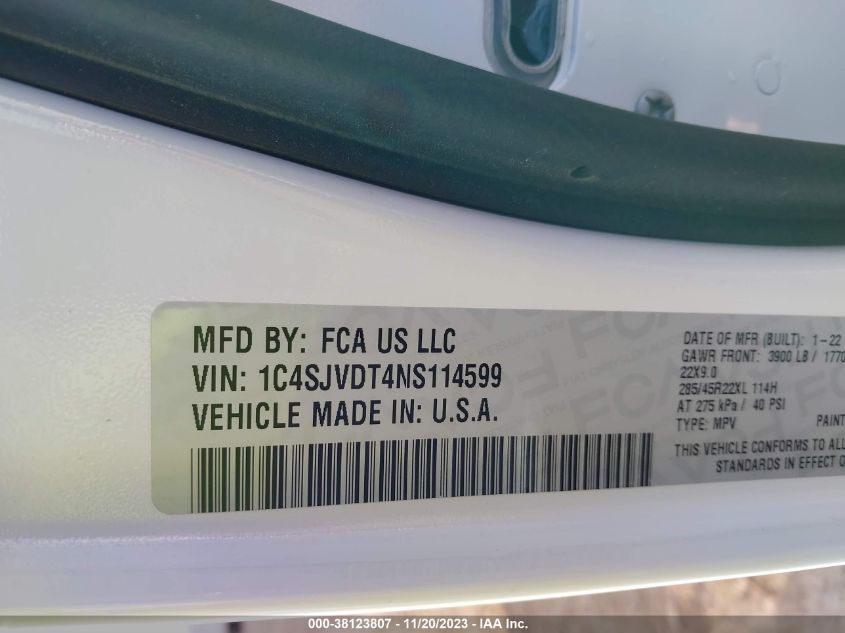 MFD BY: FCA US LLC
VIN: 1C4SJVDT4NS114599
VEHICLE MADE IN: U.S.A.
DATE OF MFR (BUILT): 1-22
GAWR FRONT: 3900 LB / 1770
22X9.0
285/45R22XL 114H
AT 275 kPa / 40 PSI
TYPE: MPV PAINT
THIS VEHICLE CONFORMS TO ALL
STANDARDS IN EFFECT O
000-38123807 - 11/20/2023 - IAA Inc.